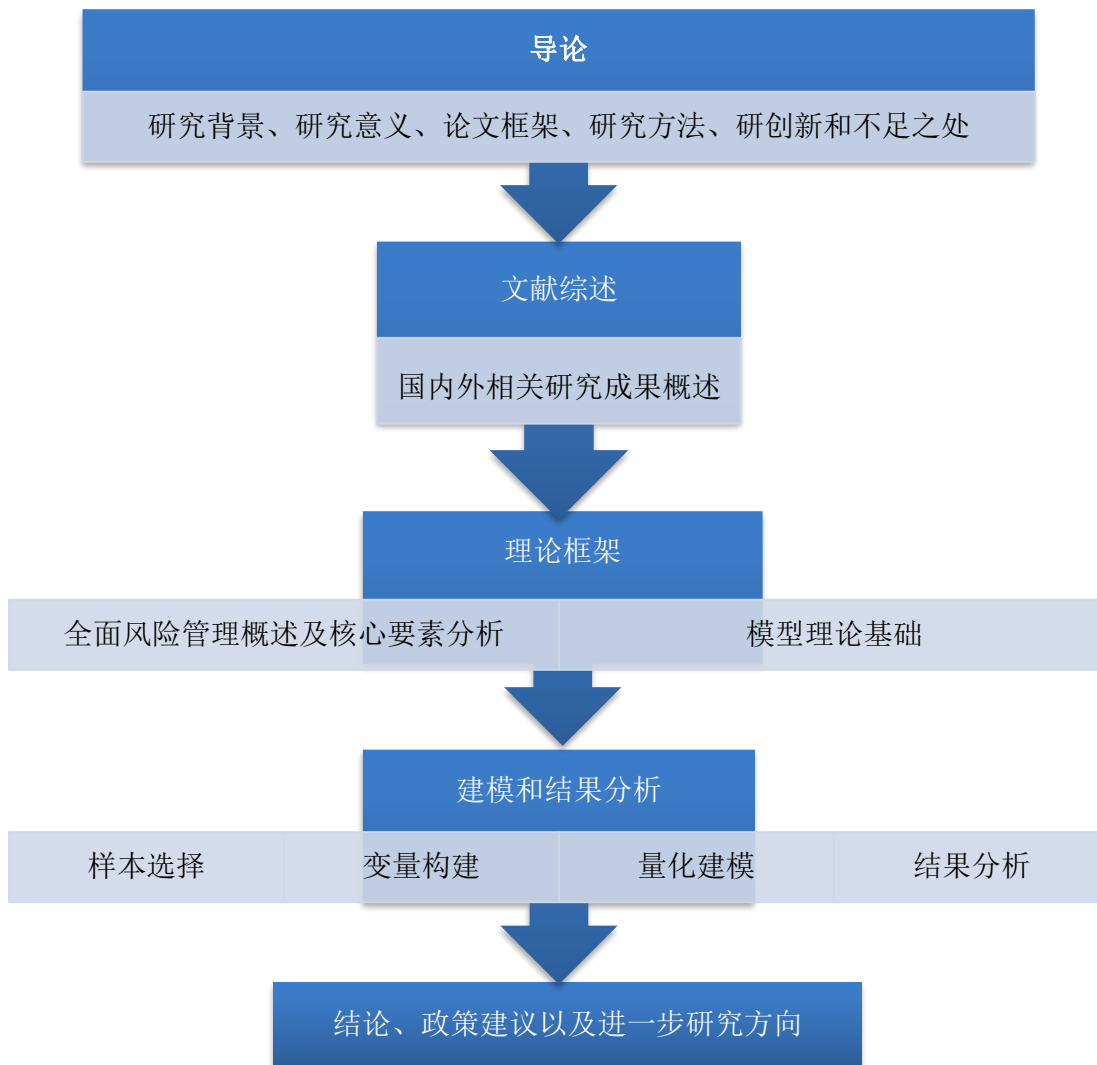 导论
研究背景、研究意义、论文框架、研究方法、研创新和不足之处
文献综述
国内外相关研究成果概述
理论框架
全面风险管理概述及核心要素分析
模型理论基础
建模和结果分析
样本选择
变量构建
量化建模
结果分析
结论、政策建议以及进一步研究方向